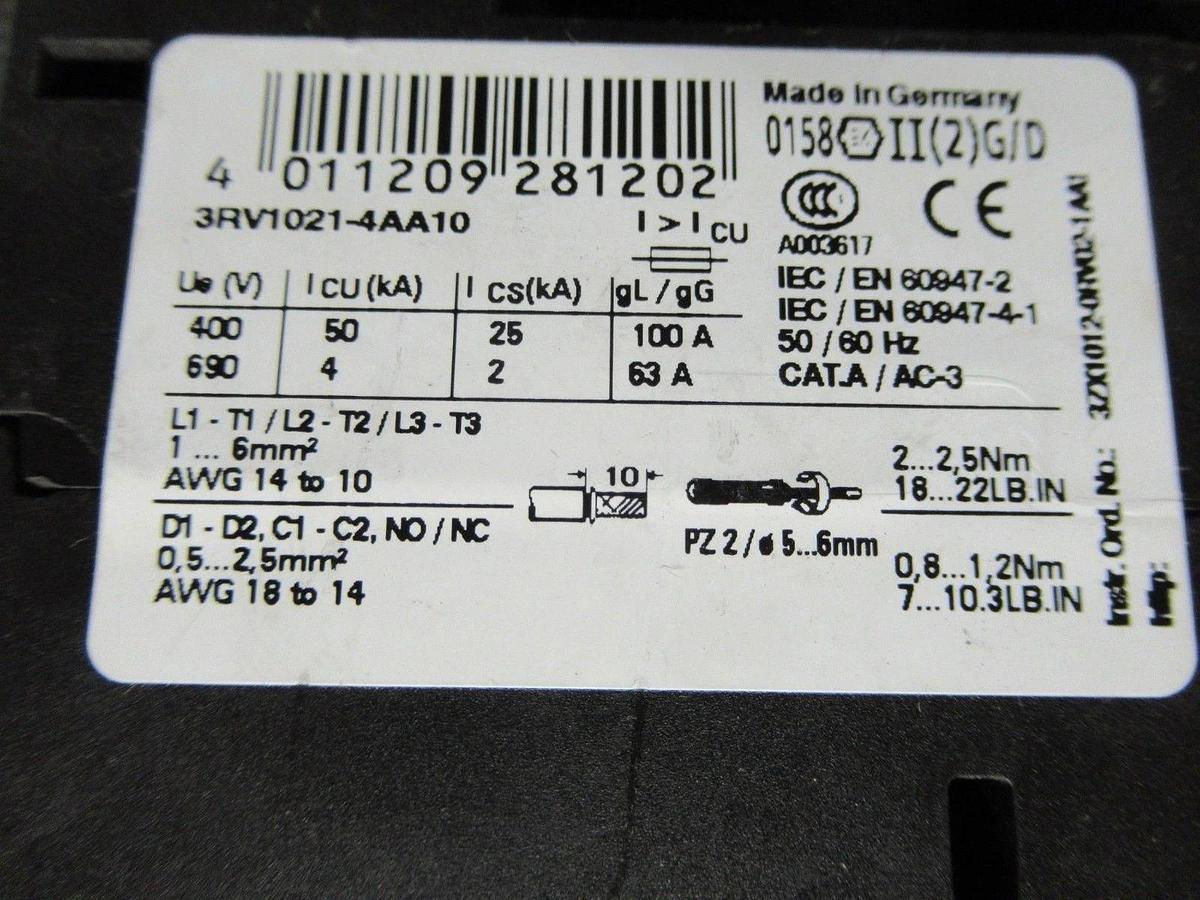 4 011209 281202
Made in Germany
0158 II(2)G/D
3RV1021-4AA10
I > I CU
A003617
CCC
CE
Ue (V) I CU (kA) I CS(kA) gL / gG
400 50 25 100 A
690 4 2 63 A
IEC / EN 60947-2
IEC / EN 60947-4-1
50 / 60 Hz
CAT.A / AC-3
L1 - T1 / L2 - T2 / L3 - T3
1 ... 6mm²
AWG 14 to 10
D1 - D2, C1 - C2, NO / NC
0,5...2,5mm²
AWG 18 to 14
10
PZ 2 / ø 5...6mm
2...2,5Nm
18...22LB.IN
0,8...1,2Nm
7...10.3LB.IN
Instr. Ord. No.: 3ZX1012-0RV02-1AA1